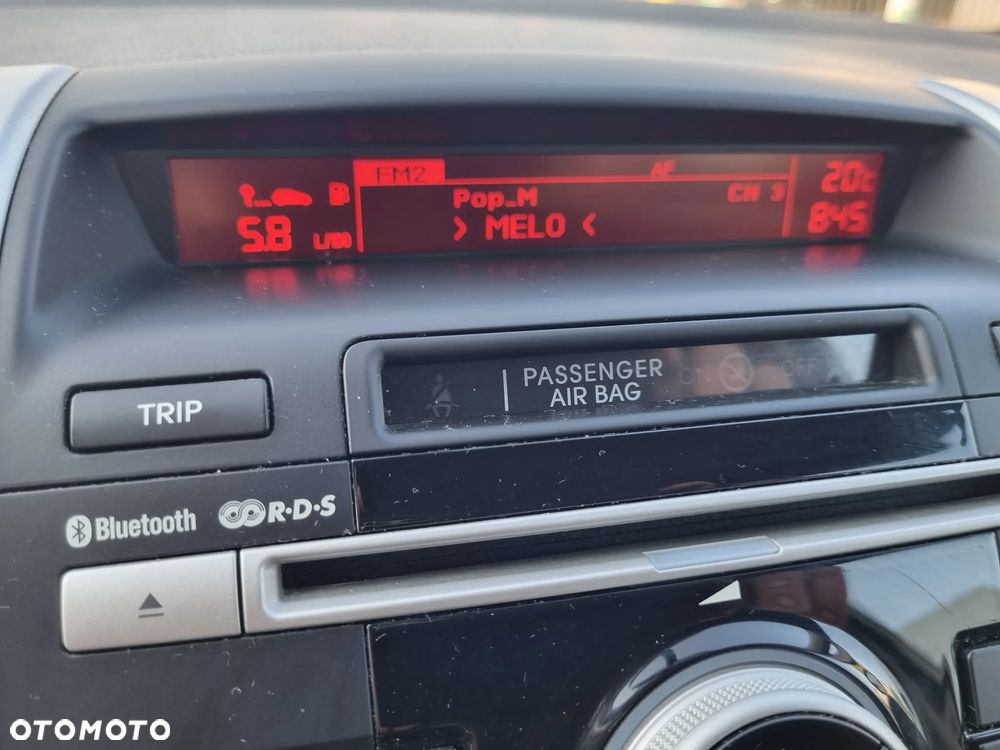 FM2 AF
Pop_M CH 3 20c
5.8 L/100 > MELO < 8:45
PASSENGER
AIR BAG
ON OFF
TRIP
Bluetooth R·D·S
OTOMOTO